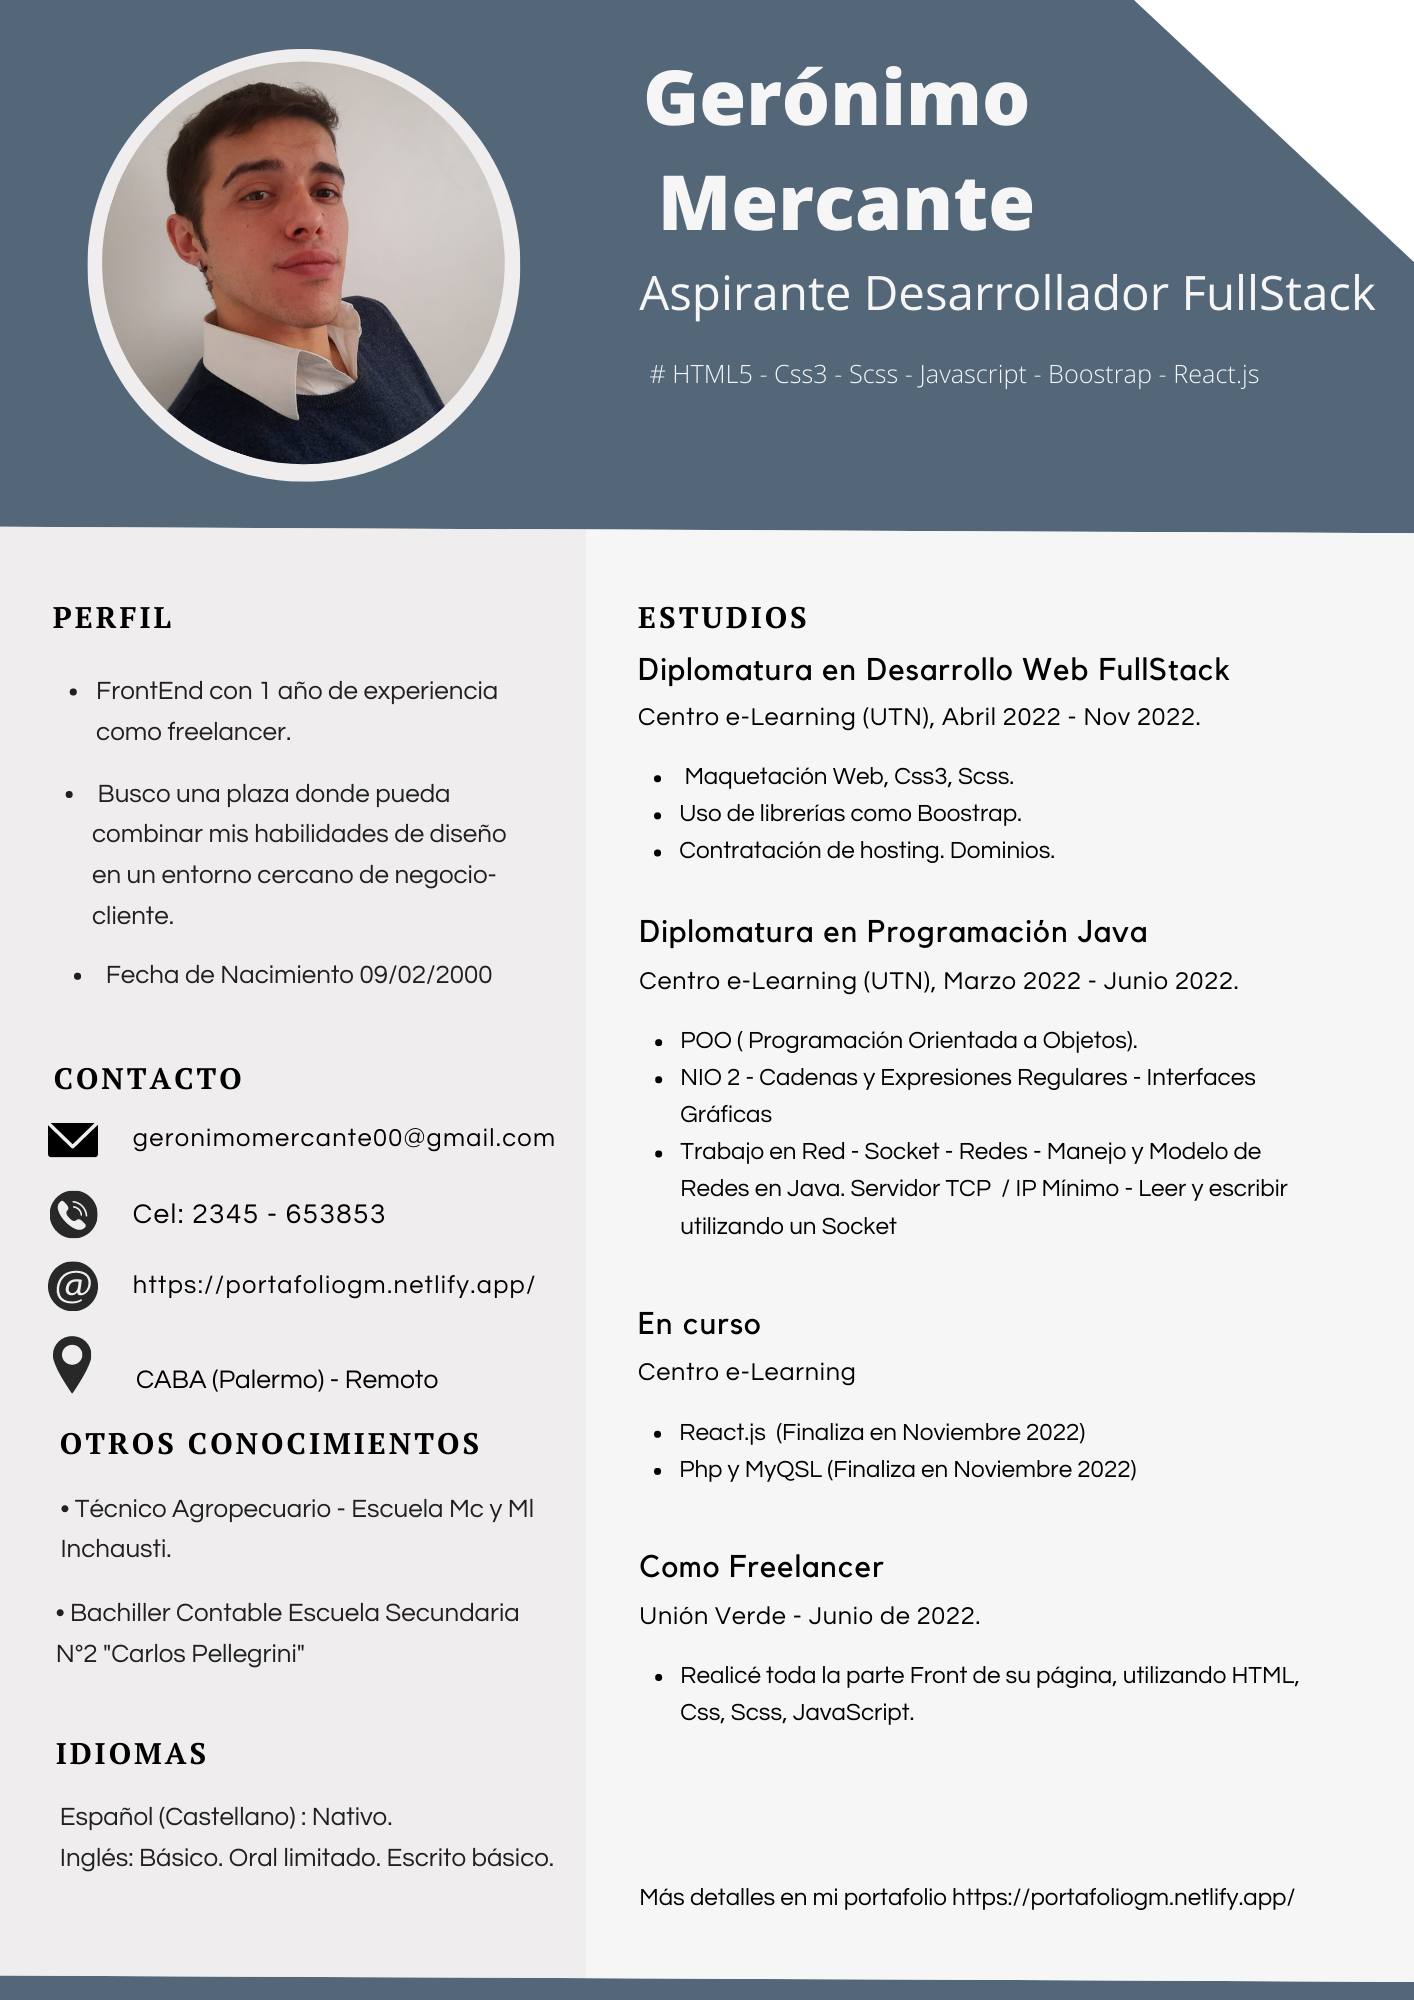 Gerónimo
Mercante
Aspirante Desarrollador FullStack
# HTML5 - Css3 - Scss - Javascript - Boostrap - React.js
PERFIL
• FrontEnd con 1 año de experiencia
como freelancer.
• Busco una plaza donde pueda
combinar mis habilidades de diseño
en un entorno cercano de negocio-
cliente.
• Fecha de Nacimiento 09/02/2000
CONTACTO
geronimomercante00@gmail.com
Cel: 2345 - 653853
@ https://portafoliogm.netlify.app/
CABA (Palermo) - Remoto
OTROS CONOCIMIENTOS
• Técnico Agropecuario - Escuela Mc y Ml
Inchausti.
• Bachiller Contable Escuela Secundaria
N°2 "Carlos Pellegrini"
IDIOMAS
Español (Castellano) : Nativo.
Inglés: Básico. Oral limitado. Escrito básico.
ESTUDIOS
Diplomatura en Desarrollo Web FullStack
Centro e-Learning (UTN), Abril 2022 - Nov 2022.
• Maquetación Web, Css3, Scss.
• Uso de librerías como Boostrap.
• Contratación de hosting. Dominios.
Diplomatura en Programación Java
Centro e-Learning (UTN), Marzo 2022 - Junio 2022.
• POO ( Programación Orientada a Objetos).
• NIO 2 - Cadenas y Expresiones Regulares - Interfaces
Gráficas
• Trabajo en Red - Socket - Redes - Manejo y Modelo de
Redes en Java. Servidor TCP / IP Mínimo - Leer y escribir
utilizando un Socket
En curso
Centro e-Learning
• React.js (Finaliza en Noviembre 2022)
• Php y MyQSL (Finaliza en Noviembre 2022)
Como Freelancer
Unión Verde - Junio de 2022.
• Realicé toda la parte Front de su página, utilizando HTML,
Css, Scss, JavaScript.
Más detalles en mi portafolio https://portafoliogm.netlify.app/